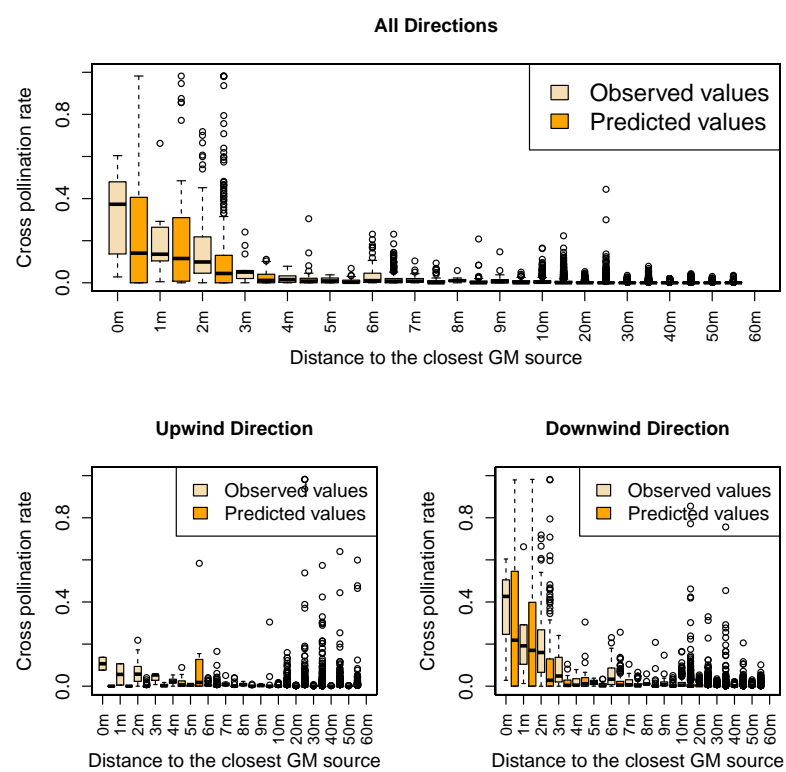 All Directions
Cross pollination rate
0.0 0.4 0.8
Observed values
Predicted values
0m 1m 2m 3m 4m 5m 6m 7m 8m 9m 10m 20m 30m 40m 50m 60m
Distance to the closest GM source
Upwind Direction
Cross pollination rate
0.0 0.4 0.8
Observed values
Predicted values
0m 1m 2m 3m 4m 5m 6m 7m 8m 9m 10m 20m 30m 40m 50m 60m
Distance to the closest GM source
Downwind Direction
Cross pollination rate
0.0 0.4 0.8
Observed values
Predicted values
0m 1m 2m 3m 4m 5m 6m 7m 8m 9m 10m 20m 30m 40m 50m 60m
Distance to the closest GM source